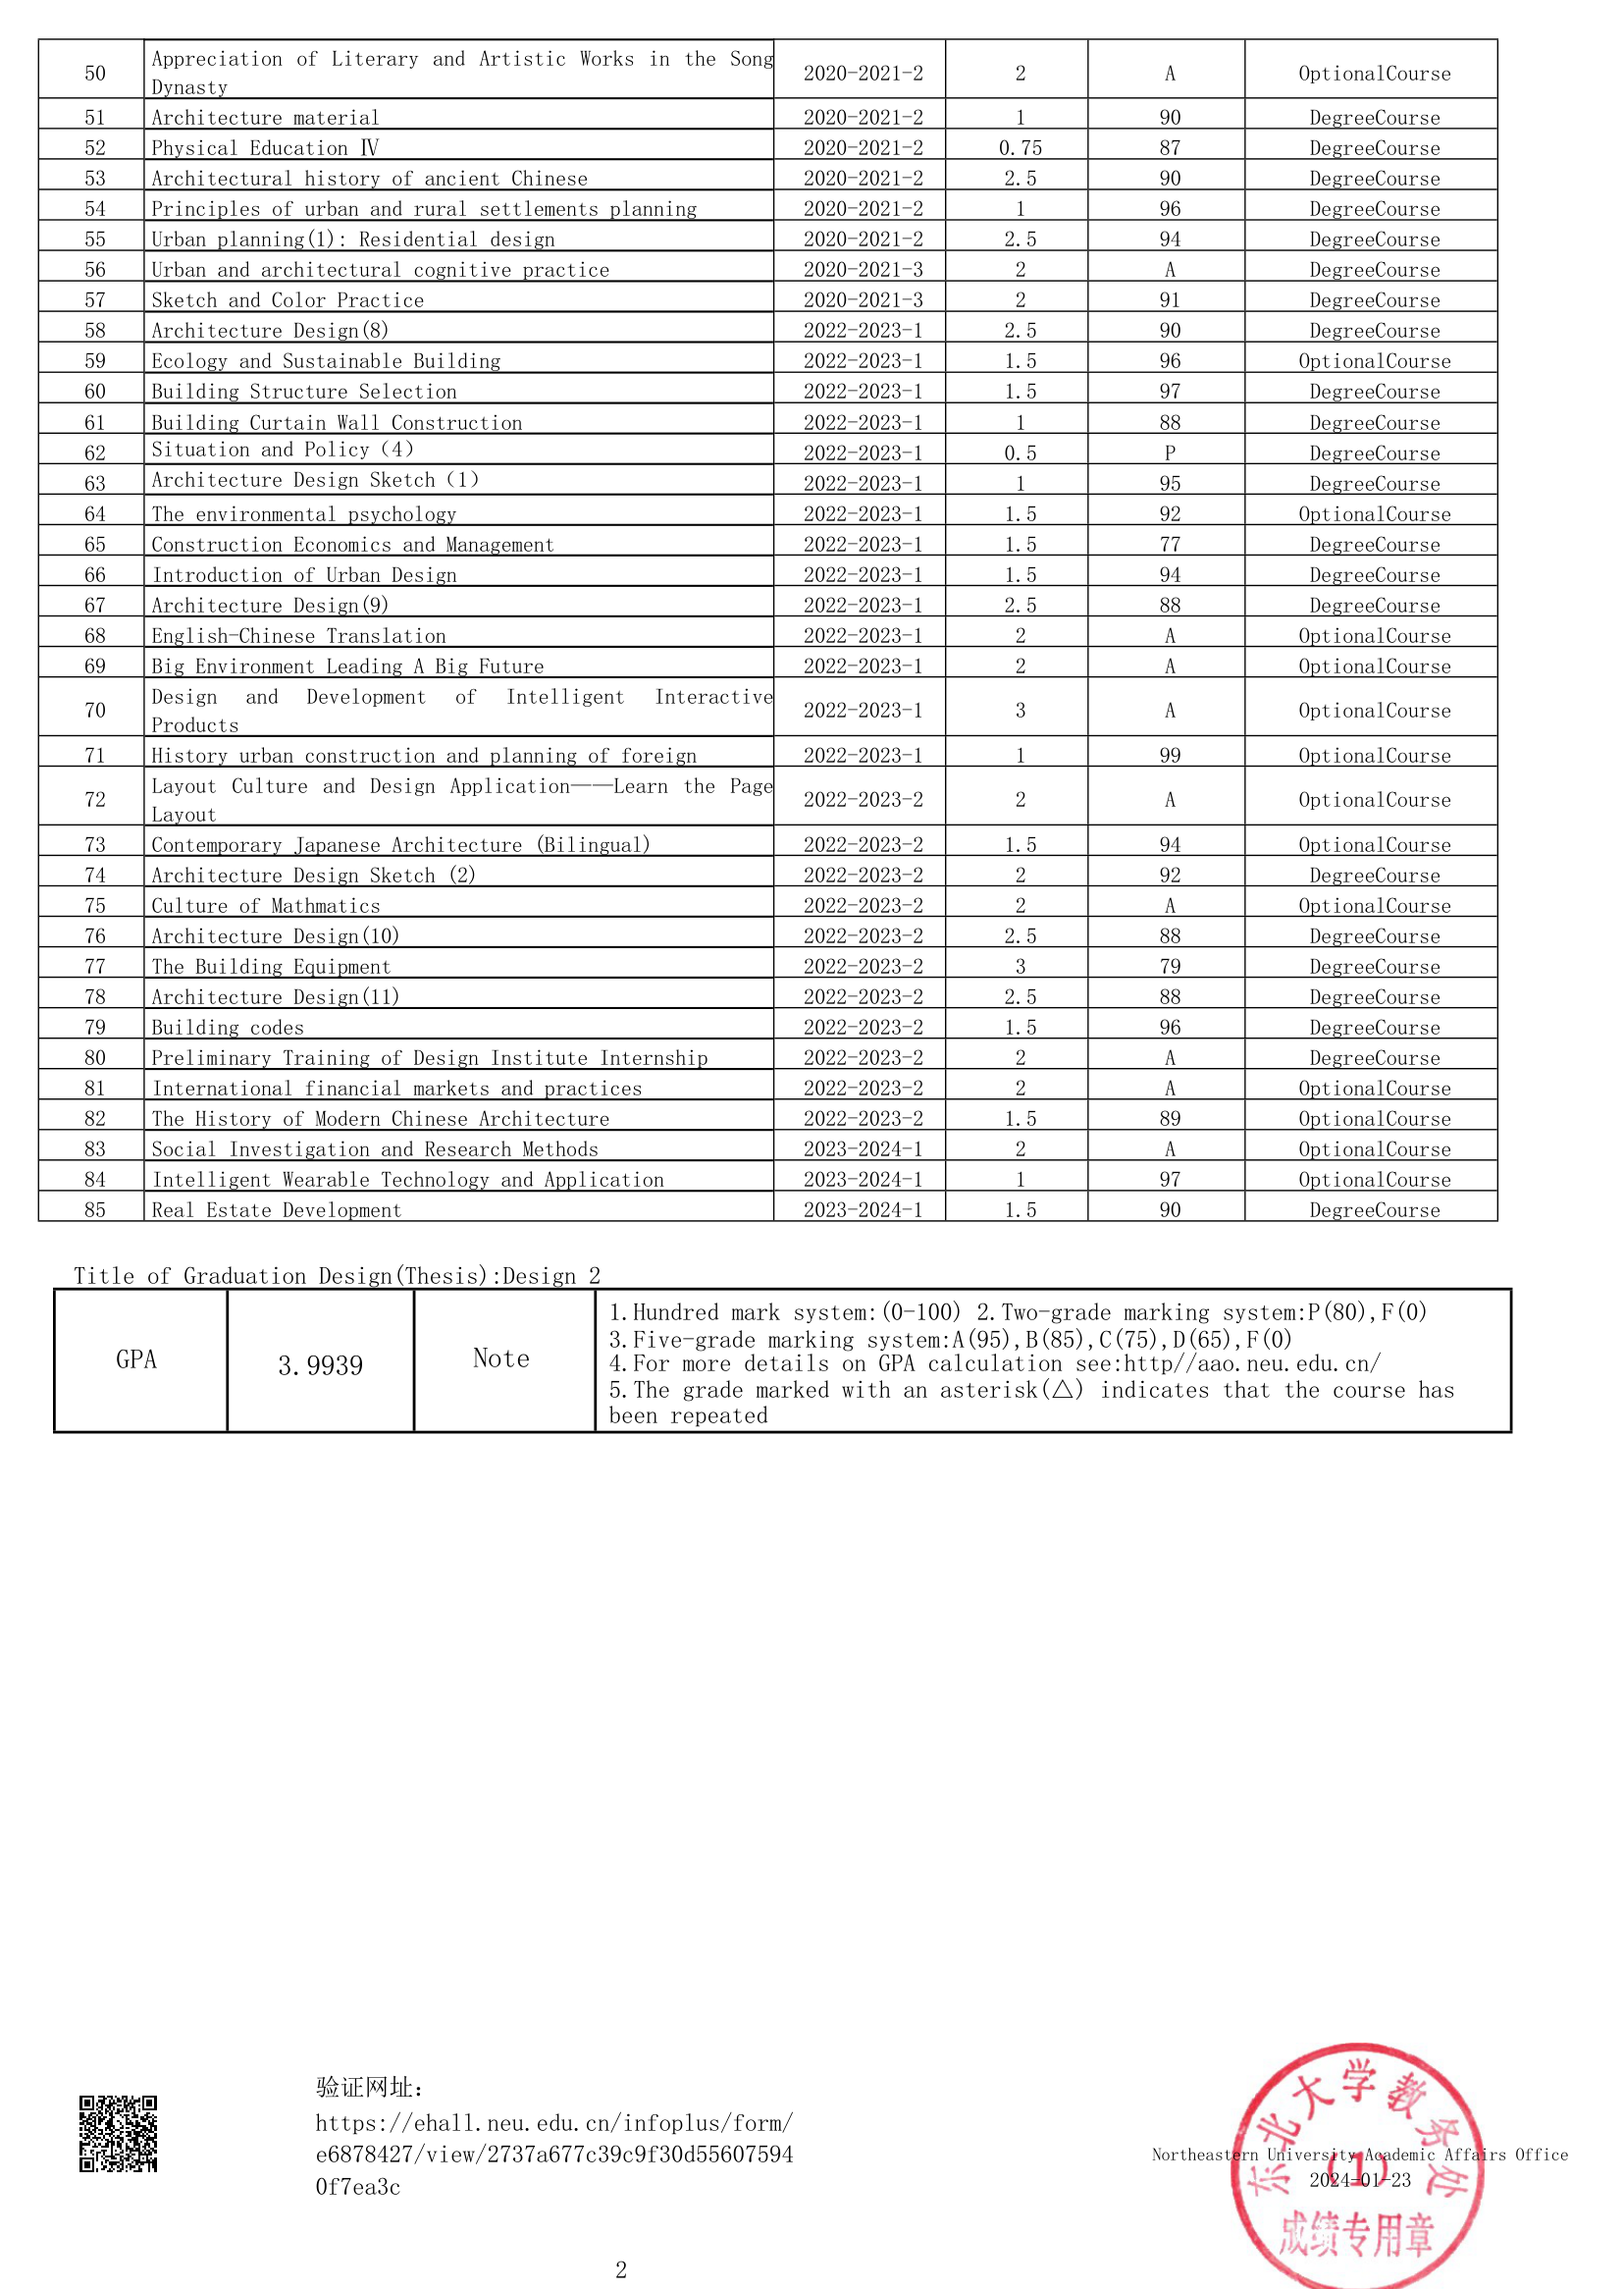 50 Appreciation of Literary and Artistic Works in the Song 2020-2021-2 2 A OptionalCourse
Dynasty
51 Architecture material 2020-2021-2 1 90 DegreeCourse
52 Physical Education Ⅳ 2020-2021-2 0.75 87 DegreeCourse
53 Architectural history of ancient Chinese 2020-2021-2 2.5 90 DegreeCourse
54 Principles of urban and rural settlements planning 2020-2021-2 1 96 DegreeCourse
55 Urban planning(1): Residential design 2020-2021-2 2.5 94 DegreeCourse
56 Urban and architectural cognitive practice 2020-2021-3 2 A DegreeCourse
57 Sketch and Color Practice 2020-2021-3 2 91 DegreeCourse
58 Architecture Design(8) 2022-2023-1 2.5 90 DegreeCourse
59 Ecology and Sustainable Building 2022-2023-1 1.5 96 OptionalCourse
60 Building Structure Selection 2022-2023-1 1.5 97 DegreeCourse
61 Building Curtain Wall Construction 2022-2023-1 1 88 DegreeCourse
62 Situation and Policy（4） 2022-2023-1 0.5 P DegreeCourse
63 Architecture Design Sketch（1） 2022-2023-1 1 95 DegreeCourse
64 The environmental psychology 2022-2023-1 1.5 92 OptionalCourse
65 Construction Economics and Management 2022-2023-1 1.5 77 DegreeCourse
66 Introduction of Urban Design 2022-2023-1 1.5 94 DegreeCourse
67 Architecture Design(9) 2022-2023-1 2.5 88 DegreeCourse
68 English-Chinese Translation 2022-2023-1 2 A OptionalCourse
69 Big Environment Leading A Big Future 2022-2023-1 2 A OptionalCourse
70 Design and Development of Intelligent Interactive 2022-2023-1 3 A OptionalCourse
Products
71 History urban construction and planning of foreign 2022-2023-1 1 99 OptionalCourse
72 Layout Culture and Design Application——Learn the Page 2022-2023-2 2 A OptionalCourse
Layout
73 Contemporary Japanese Architecture (Bilingual) 2022-2023-2 1.5 94 OptionalCourse
74 Architecture Design Sketch (2) 2022-2023-2 2 92 DegreeCourse
75 Culture of Mathmatics 2022-2023-2 2 A OptionalCourse
76 Architecture Design(10) 2022-2023-2 2.5 88 DegreeCourse
77 The Building Equipment 2022-2023-2 3 79 DegreeCourse
78 Architecture Design(11) 2022-2023-2 2.5 88 DegreeCourse
79 Building codes 2022-2023-2 1.5 96 DegreeCourse
80 Preliminary Training of Design Institute Internship 2022-2023-2 2 A DegreeCourse
81 International financial markets and practices 2022-2023-2 2 A OptionalCourse
82 The History of Modern Chinese Architecture 2022-2023-2 1.5 89 OptionalCourse
83 Social Investigation and Research Methods 2023-2024-1 2 A OptionalCourse
84 Intelligent Wearable Technology and Application 2023-2024-1 1 97 OptionalCourse
85 Real Estate Development 2023-2024-1 1.5 90 DegreeCourse
Title of Graduation Design(Thesis):Design 2
GPA 3.9939 Note
1.Hundred mark system:(0-100) 2.Two-grade marking system:P(80),F(0)
3.Five-grade marking system:A(95),B(85),C(75),D(65),F(0)
4.For more details on GPA calculation see:http//aao.neu.edu.cn/
5.The grade marked with an asterisk(△) indicates that the course has
been repeated
验证网址：
https://ehall.neu.edu.cn/infoplus/form/
e6878427/view/2737a677c39c9f30d55607594
0f7ea3c
东北大学教务处
Northeastern University Academic Affairs Office
(1)
2024-01-23
成绩专用章
2